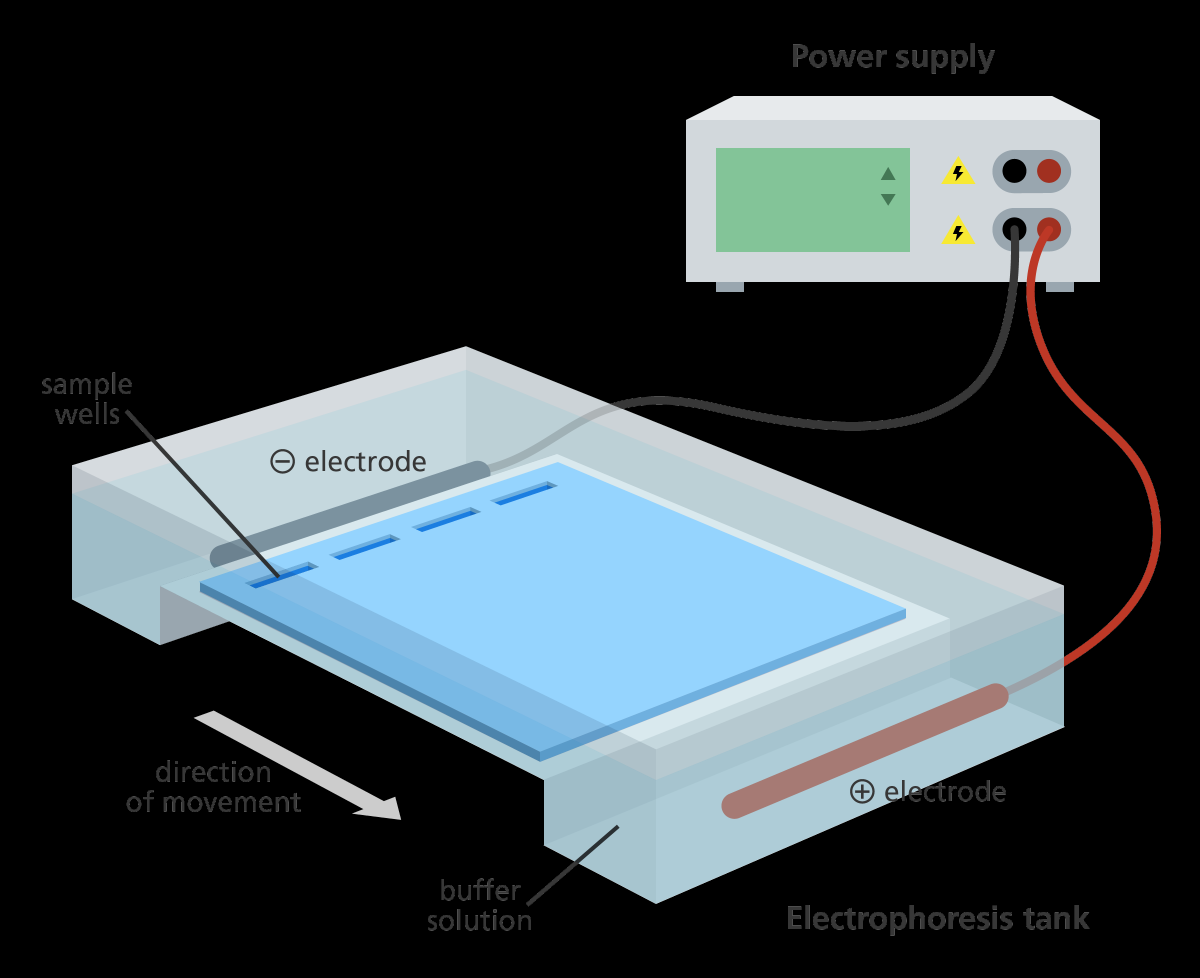 Power supply
sample
wells
⊖ electrode
direction
of movement
⊕ electrode
buffer
solution
Electrophoresis tank